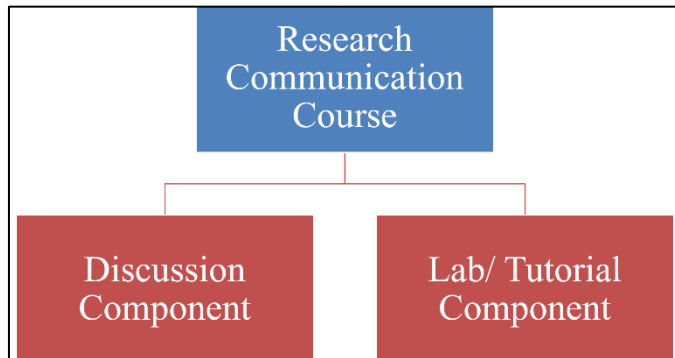 Research
Communication
Course
Discussion
Component
Lab/ Tutorial
Component